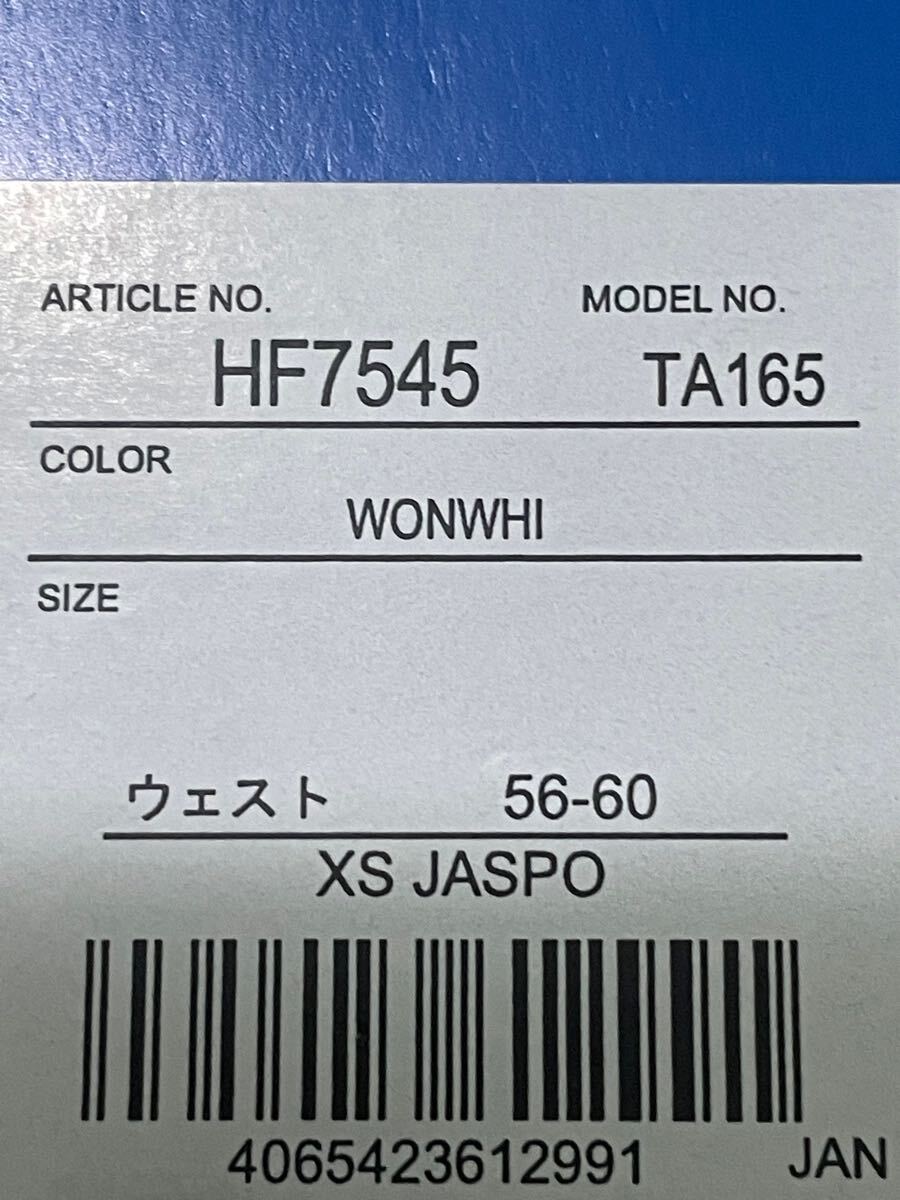 ARTICLE NO. MODEL NO.
HF7545 TA165
COLOR
WONWHI
SIZE
ウェスト 56-60
XS JASPO
4065423612991 JAN